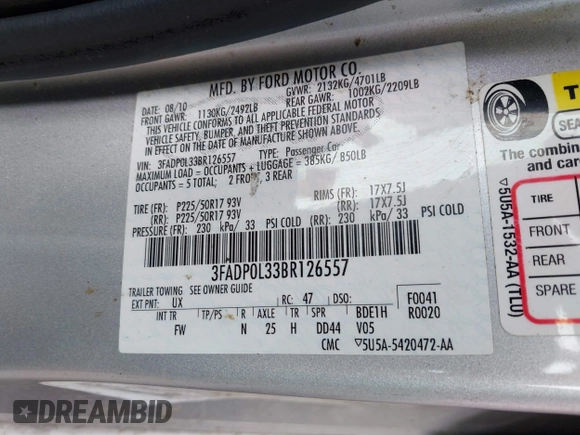 MFD. BY FORD MOTOR CO.
DATE: 08/10 GVWR: 2132KG/4701LB
FRONT GAWR: 1130KG/2492LB REAR GAWR: 1002KG/2209LB
THIS VEHICLE CONFORMS TO ALL APPLICABLE FEDERAL MOTOR
VEHICLE SAFETY, BUMPER, AND THEFT PREVENTION STANDARDS
IN EFFECT ON THE DATE OF MANUFACTURE SHOWN ABOVE.
VIN: 3FADP0L33BR126557 TYPE: Passenger Car
MAXIMUM LOAD = OCCUPANTS + LUGGAGE = 385KG/ 850LB
OCCUPANTS = 5 TOTAL: 2 FRONT, 3 REAR
TIRE (FR): P225/50R17 93V RIMS (FR): 17X7.5J
(RR): P225/50R17 93V (RR): 17X7.5J
PRESSURE (FR): 230 kPa/ 33 PSI COLD (RR): 230 kPa/ 33 PSI COLD
3FADP0L33BR126557
TRAILER TOWING SEE OWNER GUIDE
EXT PNT: UX RC: 47 DSO: F0041
R0020
INT TR TP/PS R AXLE TR SPR BDE1H
FW N 25 H DD44 V05
CMC ▽5U5A-5420472-AA
T
SEA
The combine
and carg
TIRE
FRONT
REAR
SPARE
▽5U5A-1532-AA (TLU)
DREAMBID